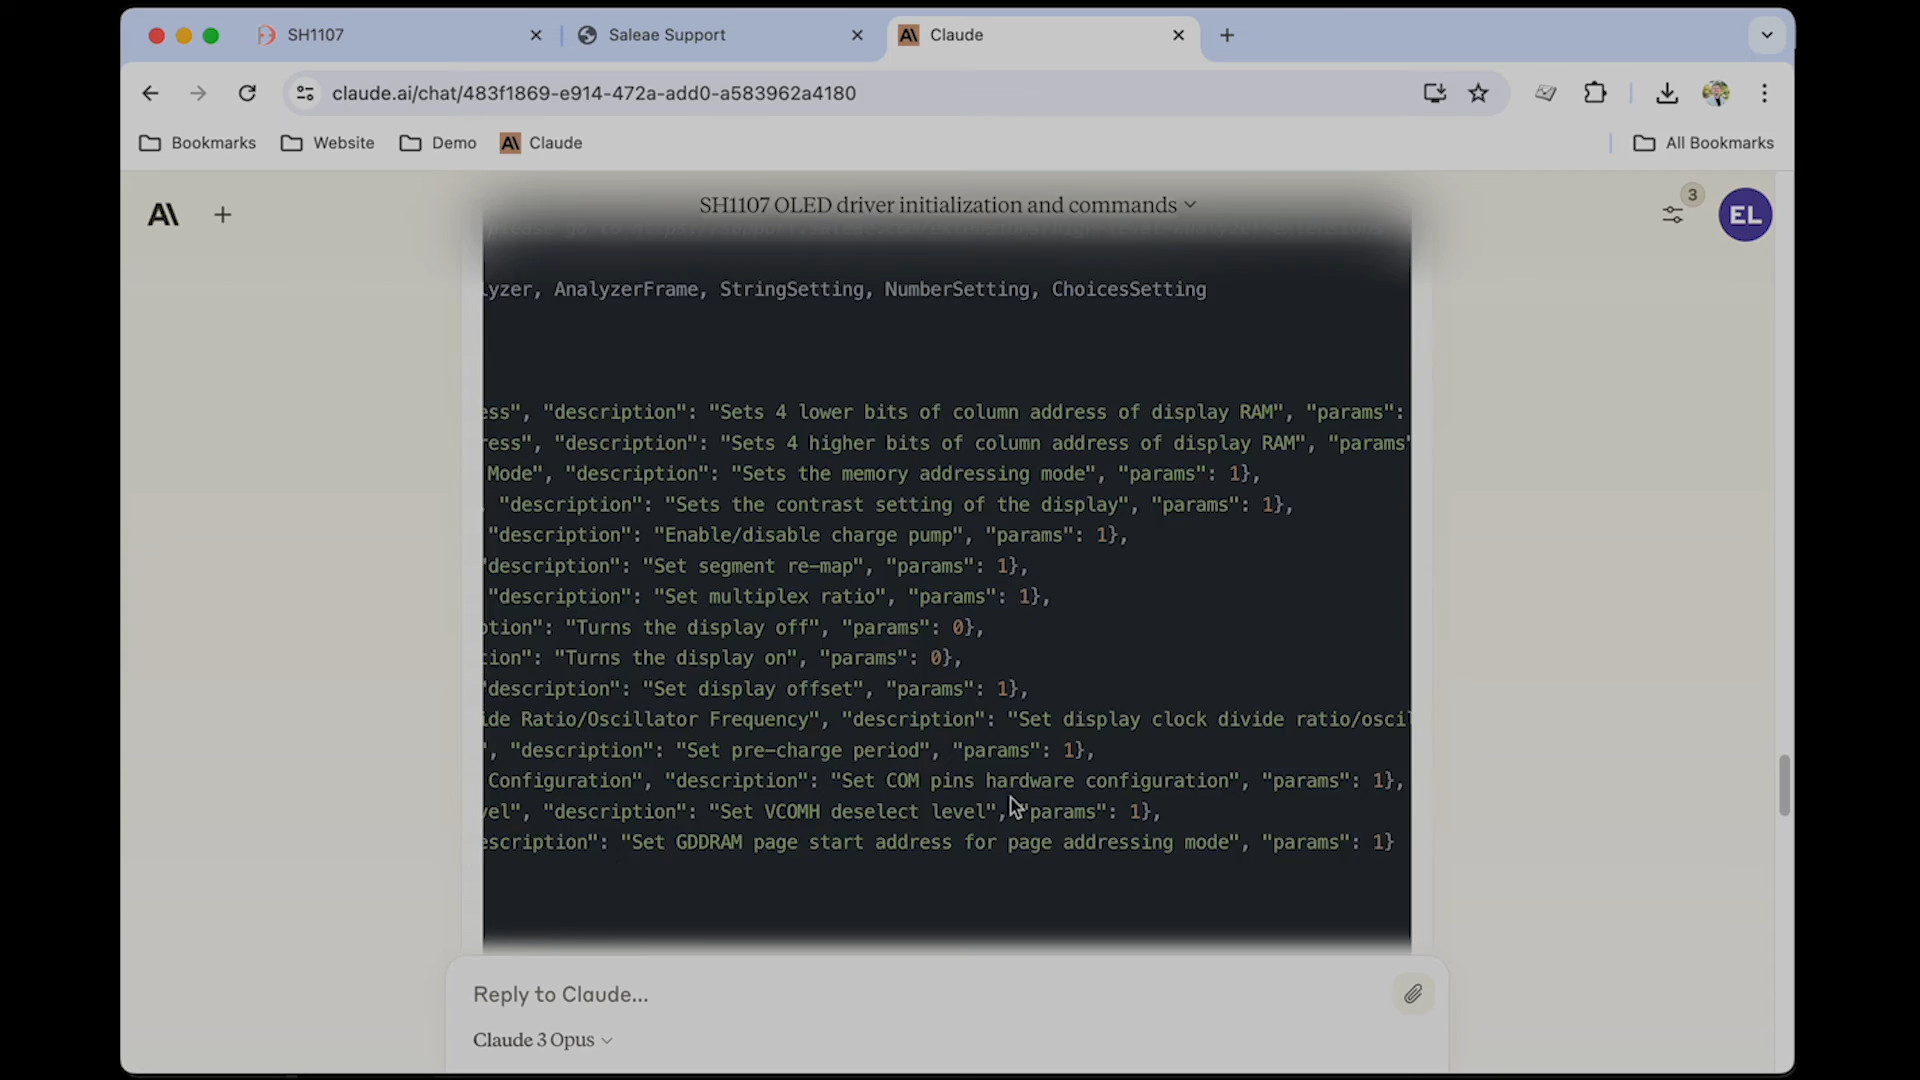 SH1107
Saleae Support
Claude
claude.ai/chat/483f1869-e914-472a-add0-a583962a4180
Bookmarks
Website
Demo
Claude
All Bookmarks
SH1107 OLED driver initialization and commands
3
EL
lyzer, AnalyzerFrame, StringSetting, NumberSetting, ChoicesSetting
ess", "description": "Sets 4 lower bits of column address of display RAM", "params":
ress", "description": "Sets 4 higher bits of column address of display RAM", "params"
Mode", "description": "Sets the memory addressing mode", "params": 1},
, "description": "Sets the contrast setting of the display", "params": 1},
"description": "Enable/disable charge pump", "params": 1},
"description": "Set segment re-map", "params": 1},
"description": "Set multiplex ratio", "params": 1},
ption": "Turns the display off", "params": 0},
tion": "Turns the display on", "params": 0},
"description": "Set display offset", "params": 1},
ide Ratio/Oscillator Frequency", "description": "Set display clock divide ratio/oscil
", "description": "Set pre-charge period", "params": 1},
Configuration", "description": "Set COM pins hardware configuration", "params": 1},
vel", "description": "Set VCOMH deselect level", "params": 1},
escription": "Set GDDRAM page start address for page addressing mode", "params": 1}
Reply to Claude...
Claude 3 Opus